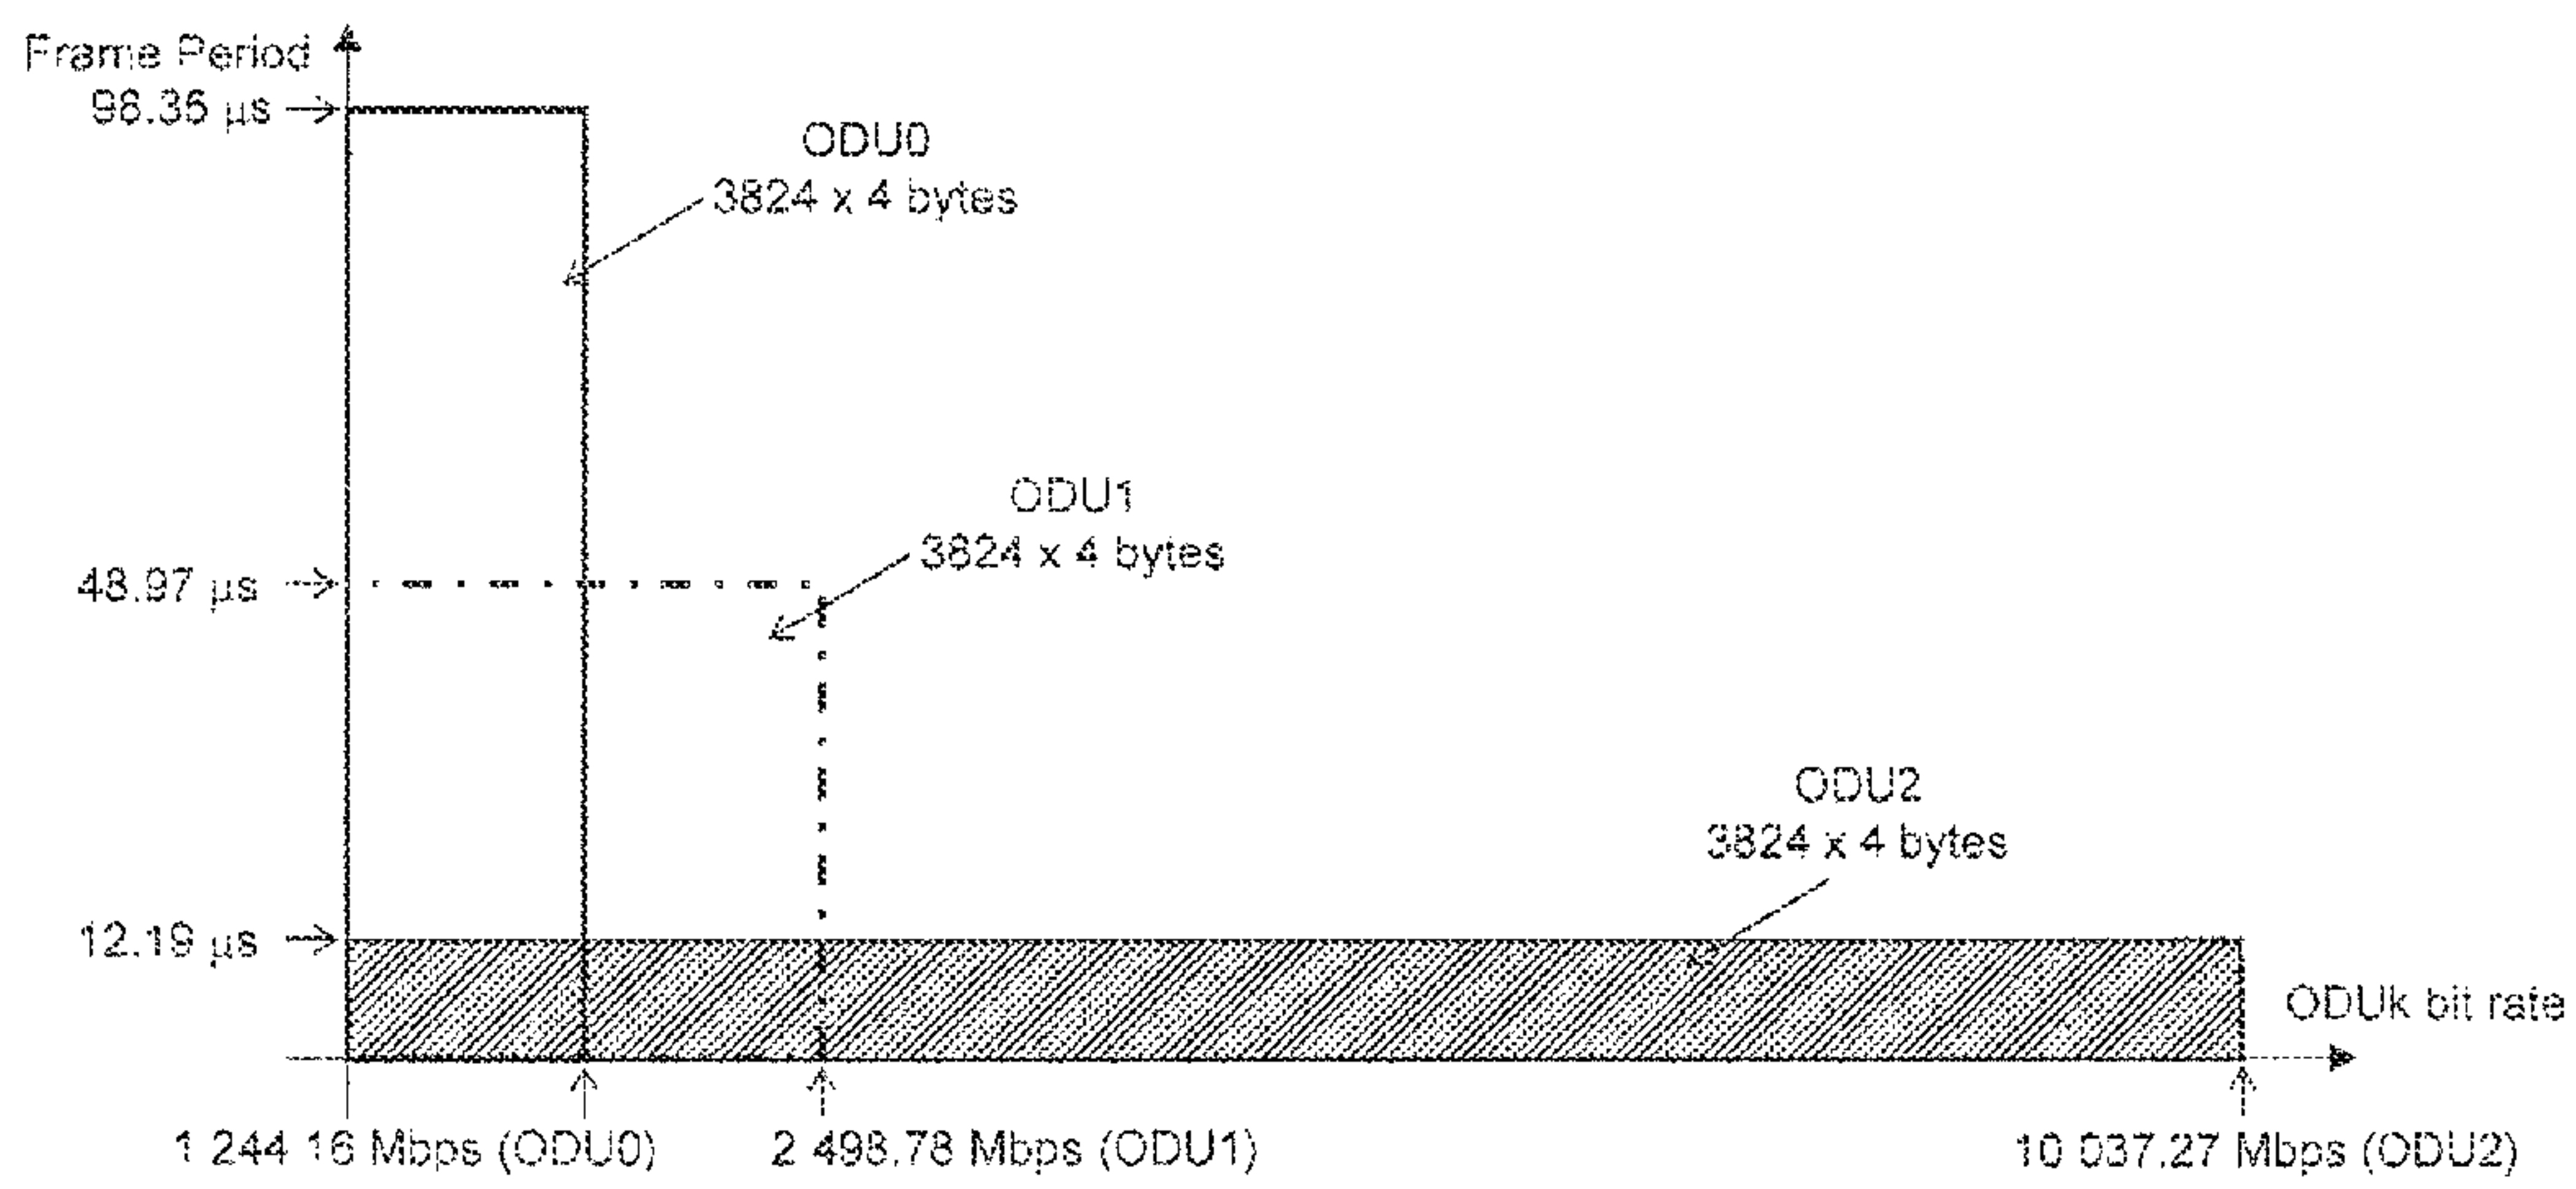 Frame Period
98.35 µs
ODU0
3824 x 4 bytes
ODU1
3824 x 4 bytes
48.97 µs
ODU2
3824 x 4 bytes
12.19 µs
ODUk bit rate
1 244 16 Mbps (ODU0)
2 498.78 Mbps (ODU1)
10 037.27 Mbps (ODU2)